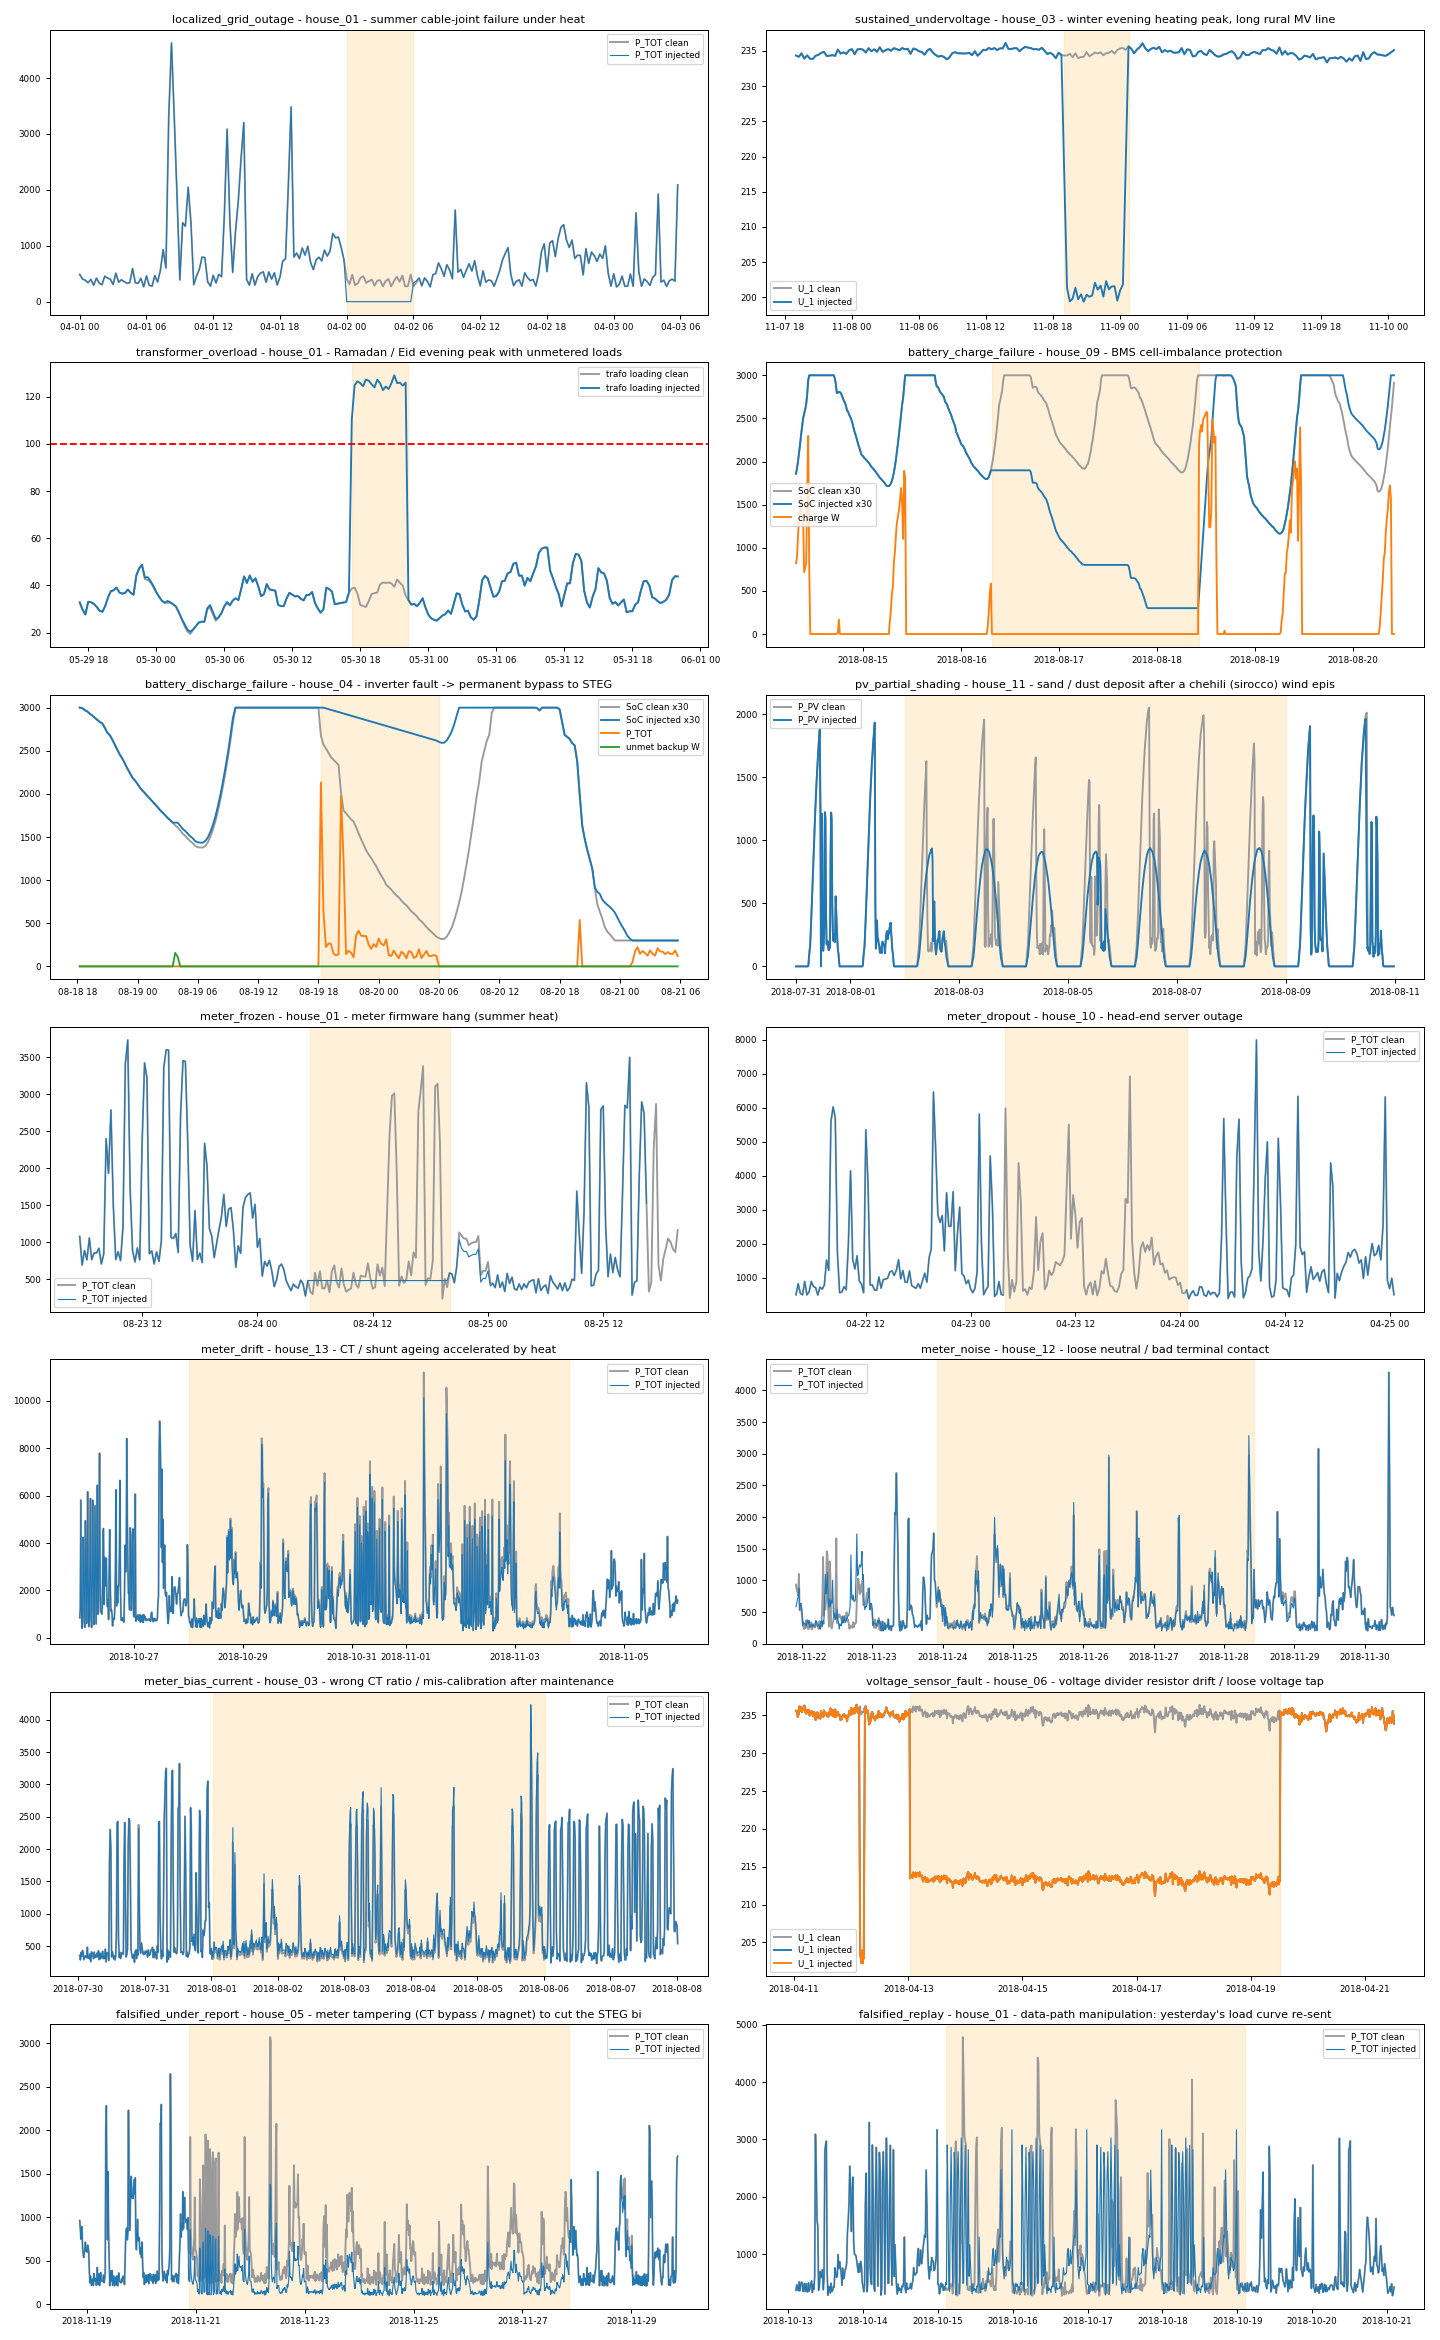 localized_grid_outage - house_01 - summer cable-joint failure under heat
P_TOT clean
P_TOT injected
4000
3000
2000
1000
0
04-01 00 04-01 06 04-01 12 04-01 18 04-02 00 04-02 06 04-02 12 04-02 18 04-03 00 04-03 06
sustained_undervoltage - house_03 - winter evening heating peak, long rural MV line
235
230
225
220
215
210
205
200
U_1 clean
U_1 injected
11-07 18 11-08 00 11-08 06 11-08 12 11-08 18 11-09 00 11-09 06 11-09 12 11-09 18 11-10 00
transformer_overload - house_01 - Ramadan / Eid evening peak with unmetered loads
trafo loading clean
trafo loading injected
120
100
80
60
40
20
05-29 18 05-30 00 05-30 06 05-30 12 05-30 18 05-31 00 05-31 06 05-31 12 05-31 18 06-01 00
battery_charge_failure - house_09 - BMS cell-imbalance protection
3000
2500
2000
1500
1000
500
0
SoC clean x30
SoC injected x30
charge W
2018-08-15 2018-08-16 2018-08-17 2018-08-18 2018-08-19 2018-08-20
battery_discharge_failure - house_04 - inverter fault -> permanent bypass to STEG
SoC clean x30
SoC injected x30
P_TOT
unmet backup W
3000
2500
2000
1500
1000
500
0
08-18 18 08-19 00 08-19 06 08-19 12 08-19 18 08-20 00 08-20 06 08-20 12 08-20 18 08-21 00 08-21 06
pv_partial_shading - house_11 - sand / dust deposit after a chehili (sirocco) wind epis
P_PV clean
P_PV injected
2000
1500
1000
500
0
2018-07-31 2018-08-01 2018-08-03 2018-08-05 2018-08-07 2018-08-09 2018-08-11
meter_frozen - house_01 - meter firmware hang (summer heat)
3500
3000
2500
2000
1500
1000
500
P_TOT clean
P_TOT injected
08-23 12 08-24 00 08-24 12 08-25 00 08-25 12
meter_dropout - house_10 - head-end server outage
P_TOT clean
P_TOT injected
8000
7000
6000
5000
4000
3000
2000
1000
04-22 12 04-23 00 04-23 12 04-24 00 04-24 12 04-25 00
meter_drift - house_13 - CT / shunt ageing accelerated by heat
P_TOT clean
P_TOT injected
10000
8000
6000
4000
2000
0
2018-10-27 2018-10-29 2018-10-31 2018-11-01 2018-11-03 2018-11-05
meter_noise - house_12 - loose neutral / bad terminal contact
P_TOT clean
P_TOT injected
4000
3500
3000
2500
2000
1500
1000
500
0
2018-11-22 2018-11-23 2018-11-24 2018-11-25 2018-11-26 2018-11-27 2018-11-28 2018-11-29 2018-11-30
meter_bias_current - house_03 - wrong CT ratio / mis-calibration after maintenance
P_TOT clean
P_TOT injected
4000
3500
3000
2500
2000
1500
1000
500
2018-07-30 2018-07-31 2018-08-01 2018-08-02 2018-08-03 2018-08-04 2018-08-05 2018-08-06 2018-08-07 2018-08-08
voltage_sensor_fault - house_06 - voltage divider resistor drift / loose voltage tap
235
230
225
220
215
210
205
U_1 clean
U_1 injected
U_1 injected
2018-04-11 2018-04-13 2018-04-15 2018-04-17 2018-04-19 2018-04-21
falsified_under_report - house_05 - meter tampering (CT bypass / magnet) to cut the STEG bi
P_TOT clean
P_TOT injected
3000
2500
2000
1500
1000
500
0
2018-11-19 2018-11-21 2018-11-23 2018-11-25 2018-11-27 2018-11-29
falsified_replay - house_01 - data-path manipulation: yesterday's load curve re-sent
P_TOT clean
P_TOT injected
5000
4000
3000
2000
1000
2018-10-13 2018-10-14 2018-10-15 2018-10-16 2018-10-17 2018-10-18 2018-10-19 2018-10-20 2018-10-21